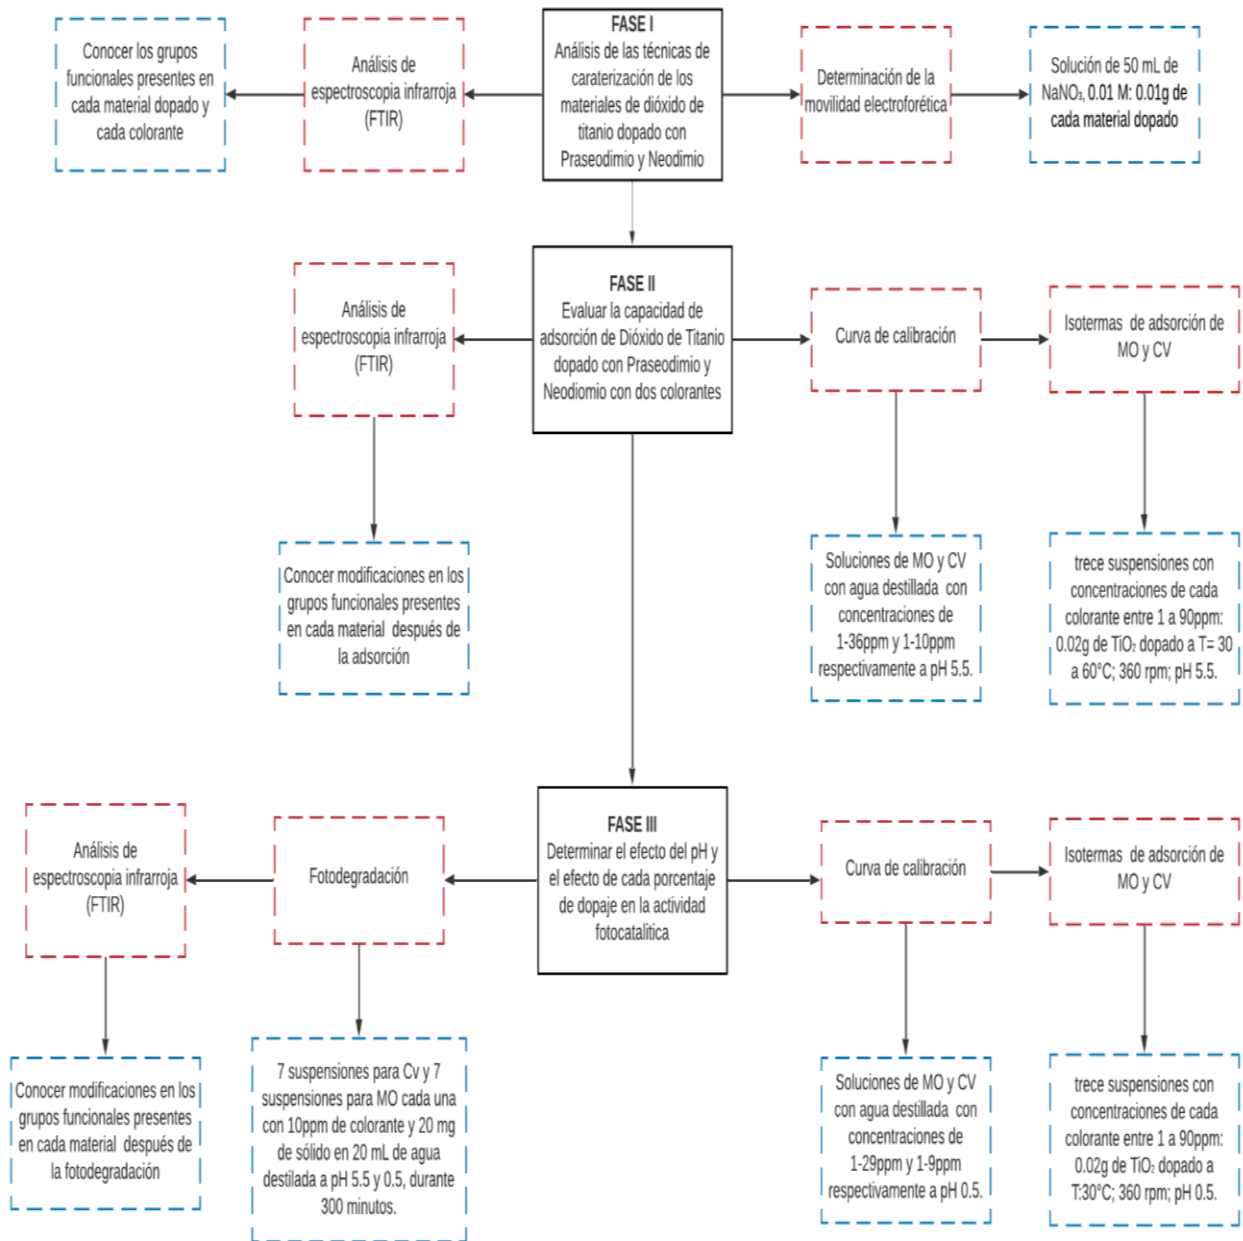 Conocer los grupos
funcionales presentes en
cada material dopado y
cada colorante
Análisis de
espectroscopia infrarroja
(FTIR)
FASE I
Análisis de las técnicas de
caraterización de los
materiales de dióxido de
titanio dopado con
Praseodimio y Neodimio
Determinación de la
movilidad electroforética
Solución de 50 mL de
NaNO₃, 0.01 M: 0.01g de
cada material dopado
Análisis de
espectroscopia infrarroja
(FTIR)
FASE II
Evaluar la capacidad de
adsorción de Dióxido de Titanio
dopado con Praseodimio y
Neodiomio con dos colorantes
Curva de calibración
Isotermas de adsorción de
MO y CV
Conocer modificaciones en los
grupos funcionales presentes
en cada material después de
la adsorción
Soluciones de MO y CV
con agua destillada con
concentraciones de
1-36ppm y 1-10ppm
respectivamente a pH 5.5.
trece suspensiones con
concentraciones de cada
colorante entre 1 a 90ppm:
0.02g de TiO₂ dopado a T= 30
a 60°C; 360 rpm; pH 5.5.
Análisis de
espectroscopia infrarroja
(FTIR)
Fotodegradación
FASE III
Determinar el efecto del pH y
el efecto de cada porcentaje
de dopaje en la actividad
fotocatalitica
Curva de calibración
Isotermas de adsorción de
MO y CV
Conocer modificaciones en los
grupos funcionales presentes
en cada material después de
la fotodegradación
7 suspensiones para Cv y 7
suspensiones para MO cada una
con 10ppm de colorante y 20 mg
de sólido en 20 mL de agua
destilada a pH 5.5 y 0.5, durante
300 minutos.
Soluciones de MO y CV
con agua destillada con
concentraciones de
1-29ppm y 1-9ppm
respectivamente a pH 0.5.
trece suspensiones con
concentraciones de cada
colorante entre 1 a 90ppm:
0.02g de TiO₂ dopado a
T:30°C; 360 rpm; pH 0.5.